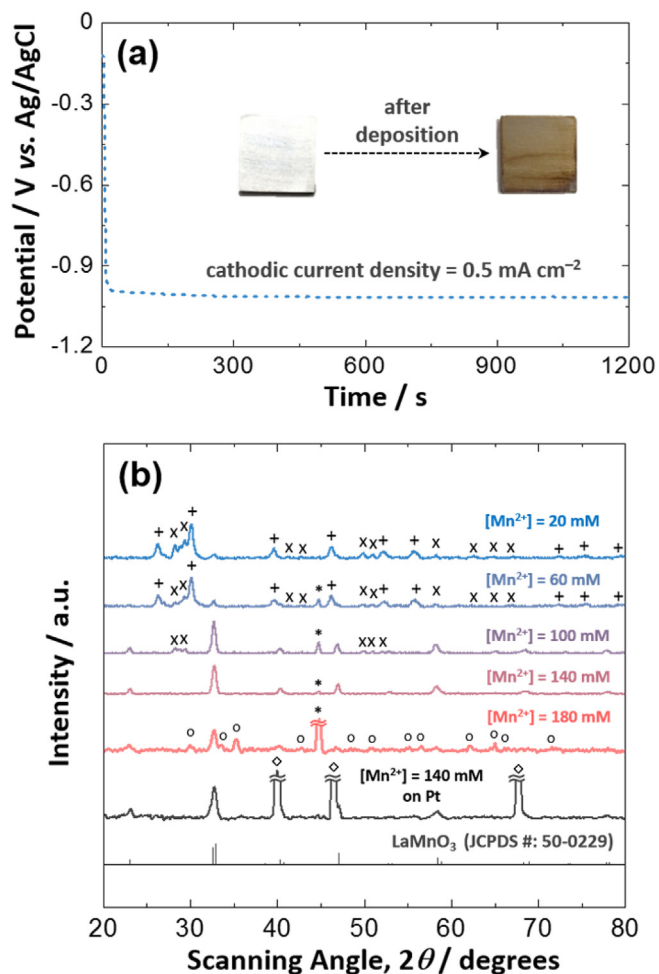 (a)
0
-0.3
-0.6
-0.9
-1.2
Potential / V vs. Ag/AgCl
after
deposition
cathodic current density = 0.5 mA cm⁻²
0 300 600 900 1200
Time / s
(b)
Intensity / a.u.
[Mn²⁺] = 20 mM
+ x x + + x x + x x + + x x x x + + +
[Mn²⁺] = 60 mM
+ x x + + x x * + x x + + x x x x + + +
[Mn²⁺] = 100 mM
x x * x x x
[Mn²⁺] = 140 mM
*
[Mn²⁺] = 180 mM
o o o o * o o o o o o o o
[Mn²⁺] = 140 mM
on Pt
◇ ◇ ◇
LaMnO₃ (JCPDS #: 50-0229)
20 30 40 50 60 70 80
Scanning Angle, 2θ / degrees